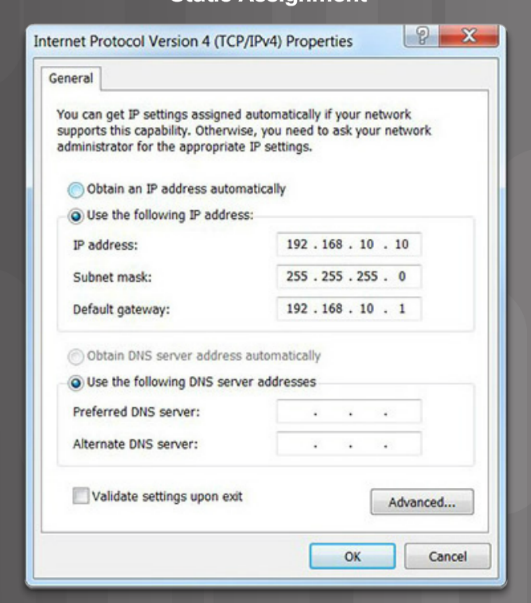 Static Assignment
Internet Protocol Version 4 (TCP/IPv4) Properties
General
You can get IP settings assigned automatically if your network
supports this capability. Otherwise, you need to ask your network
administrator for the appropriate IP settings.
Obtain an IP address automatically
Use the following IP address:
IP address: 192 . 168 . 10 . 10
Subnet mask: 255 . 255 . 255 . 0
Default gateway: 192 . 168 . 10 . 1
Obtain DNS server address automatically
Use the following DNS server addresses
Preferred DNS server: . . .
Alternate DNS server: . . .
Validate settings upon exit
Advanced...
OK Cancel